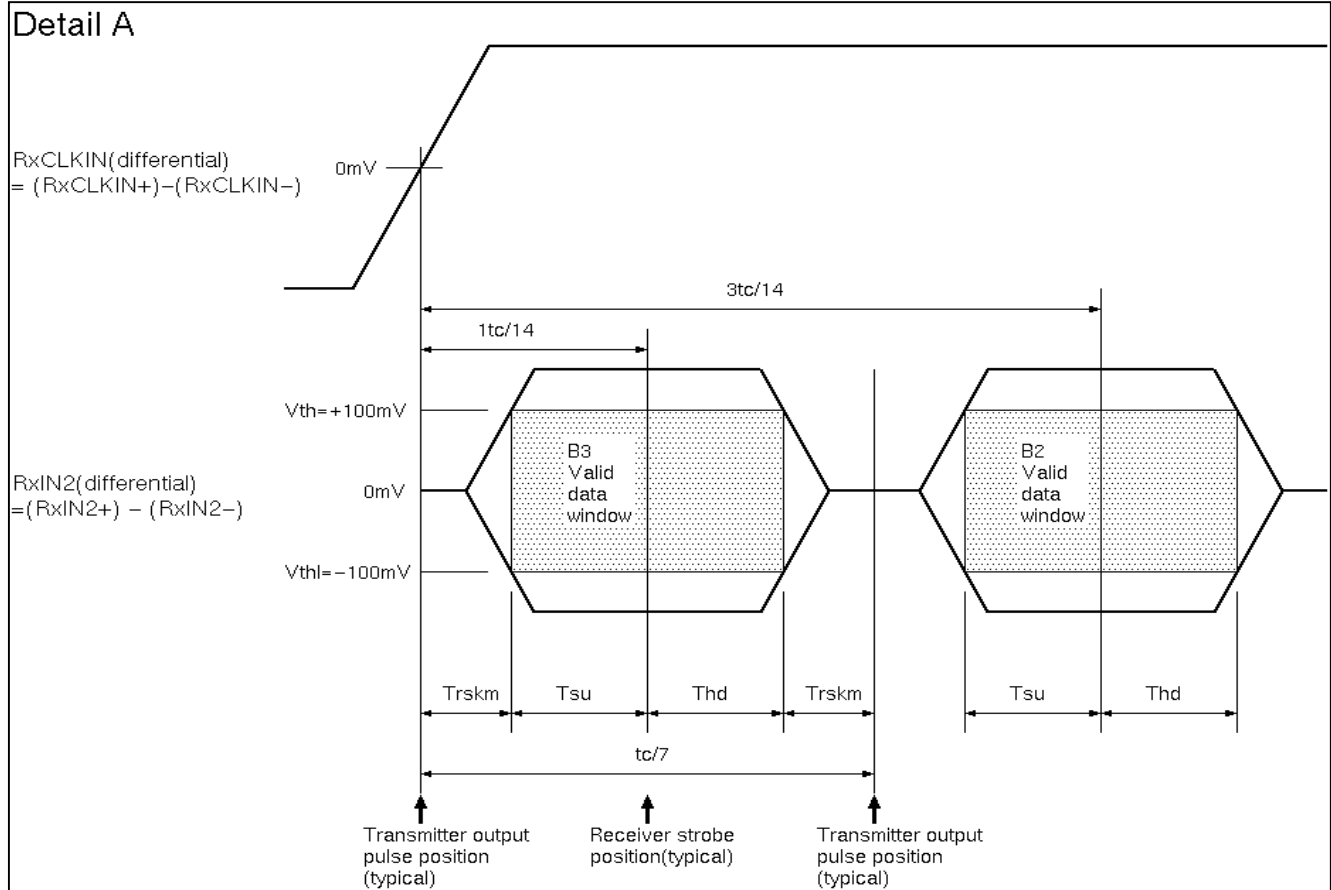 Detail A
RxCLKIN(differential)
= (RxCLKIN+)−(RxCLKIN−)
0mV
3tc/14
1tc/14
Vth=+100mV
RxIN2(differential)
=(RxIN2+) − (RxIN2−)
0mV
B3
Valid
data
window
B2
Valid
data
window
Vthl=−100mV
Trskm
Tsu
Thd
Trskm
Tsu
Thd
tc/7
Transmitter output
pulse position
(typical)
Receiver strobe
position(typical)
Transmitter output
pulse position
(typical)